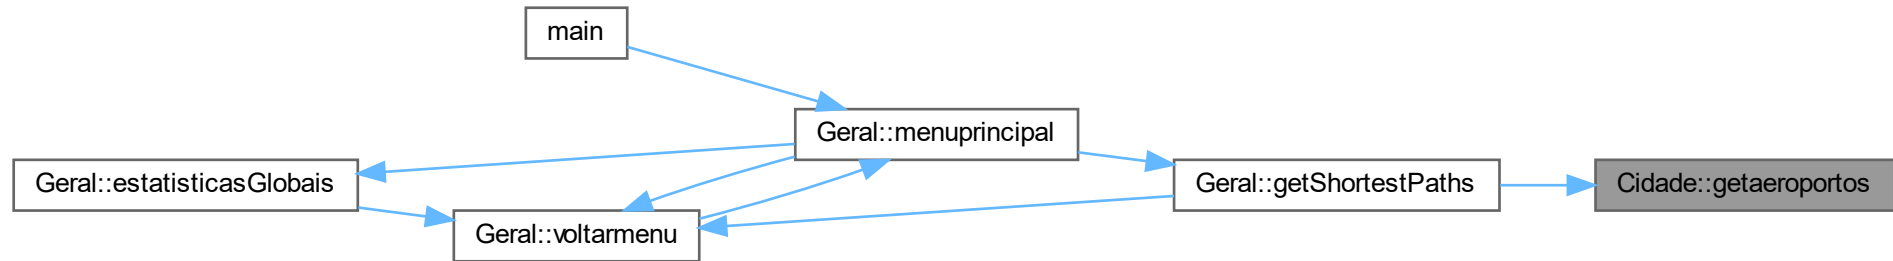 main
Geral::menuprincipal
Geral::estatisticasGlobais
Geral::getShortestPaths
Cidade::getaeroportos
Geral::voltarmenu